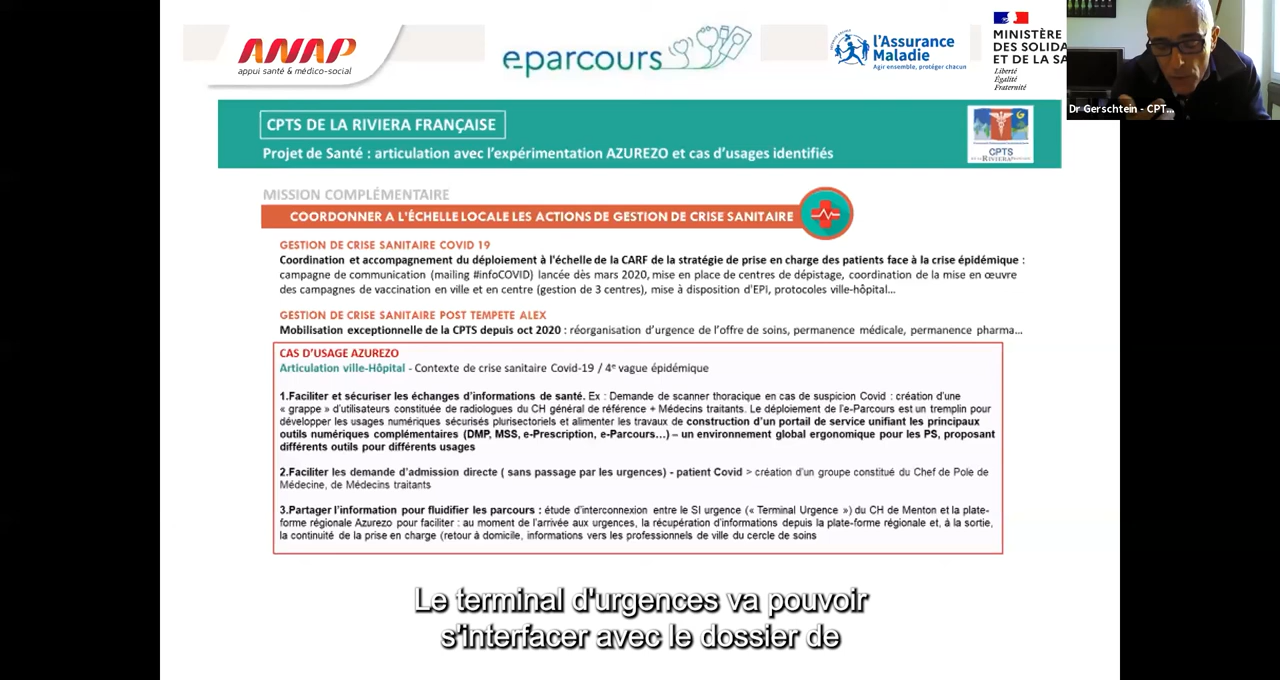 ANAP
appui santé & médico-social
eparcours
l'Assurance
Maladie
Agir ensemble, protéger chacun
MINISTÈRE
DES SOLIDA
ET DE LA SA
Liberté
Égalité
Fraternité
Dr Gerschtein - CPT...
CPTS DE LA RIVIERA FRANÇAISE
Projet de Santé : articulation avec l'expérimentation AZUREZO et cas d'usages identifiés
CPTS
MISSION COMPLÉMENTAIRE
COORDONNER A L'ÉCHELLE LOCALE LES ACTIONS DE GESTION DE CRISE SANITAIRE
GESTION DE CRISE SANITAIRE COVID 19
Coordination et accompagnement du déploiement à l'échelle de la CARF de la stratégie de prise en charge des patients face à la crise épidémique :
campagne de communication (mailing #infoCOVID) lancée dès mars 2020, mise en place de centres de dépistage, coordination de la mise en œuvre
des campagnes de vaccination en ville et en centre (gestion de 3 centres), mise à disposition d'EPI, protocoles ville-hôpital...
GESTION DE CRISE SANITAIRE POST TEMPETE ALEX
Mobilisation exceptionnelle de la CPTS depuis oct 2020 : réorganisation d'urgence de l'offre de soins, permanence médicale, permanence pharma...
CAS D'USAGE AZUREZO
Articulation ville-Hôpital - Contexte de crise sanitaire Covid-19 / 4e vague épidémique
1.Faciliter et sécuriser les échanges d'informations de santé. Ex : Demande de scanner thoracique en cas de suspicion Covid : création d'une
« grappe » d'utilisateurs constituée de radiologues du CH général de référence + Médecins traitants. Le déploiement de l'e-Parcours est un tremplin pour
développer les usages numériques sécurisés plurisectoriels et alimenter les travaux de construction d'un portail de service unifiant les principaux
outils numériques complémentaires (DMP, MSS, e-Prescription, e-Parcours...) – un environnement global ergonomique pour les PS, proposant
différents outils pour différents usages
2.Faciliter les demande d'admission directe ( sans passage par les urgences) - patient Covid > création d'un groupe constitué du Chef de Pole de
Médecine, de Médecins traitants
3.Partager l'information pour fluidifier les parcours : étude d'interconnexion entre le SI urgence (« Terminal Urgence ») du CH de Menton et la plate-
forme régionale Azurezo pour faciliter : au moment de l'arrivée aux urgences, la récupération d'informations depuis la plate-forme régionale et, à la sortie,
la continuité de la prise en charge (retour à domicile, informations vers les professionnels de ville du cercle de soins
Le terminal d'urgences va pouvoir
s'interfacer avec le dossier de